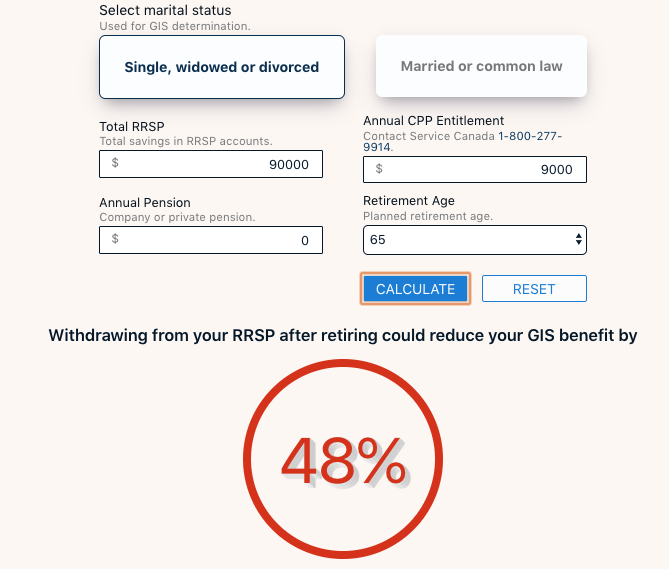 Select marital status
Used for GIS determination.
Single, widowed or divorced
Married or common law
Total RRSP
Total savings in RRSP accounts.
$ 90000
Annual CPP Entitlement
Contact Service Canada 1-800-277-
9914.
$ 9000
Annual Pension
Company or private pension.
$ 0
Retirement Age
Planned retirement age.
65
CALCULATE
RESET
Withdrawing from your RRSP after retiring could reduce your GIS benefit by
48%